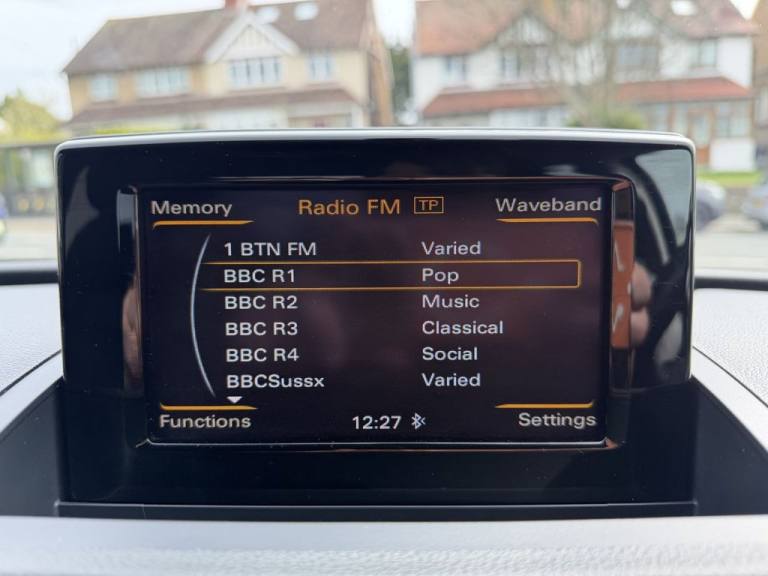 Memory Radio FM TP Waveband
1 BTN FM Varied
BBC R1 Pop
BBC R2 Music
BBC R3 Classical
BBC R4 Social
BBCSussx Varied
Functions 12:27 Settings